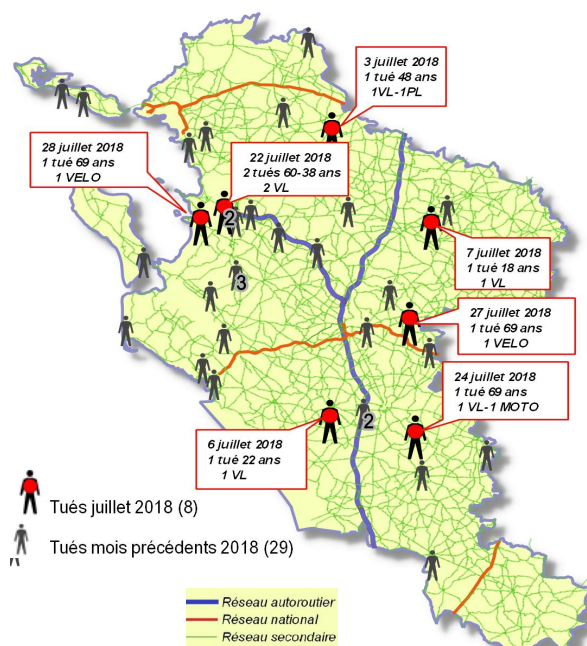 3 juillet 2018
1 tué 48 ans
1VL-1PL
28 juillet 2018
1 tué 69 ans
1 VELO
22 juillet 2018
2 tués 60-38 ans
2 VL
2
7 juillet 2018
1 tué 18 ans
1 VL
3
27 juillet 2018
1 tué 69 ans
1 VELO
24 juillet 2018
1 tué 69 ans
1 VL-1 MOTO
2
6 juillet 2018
1 tué 22 ans
1 VL
Tués juillet 2018 (8)
Tués mois précédents 2018 (29)
Réseau autoroutier
Réseau national
Réseau secondaire